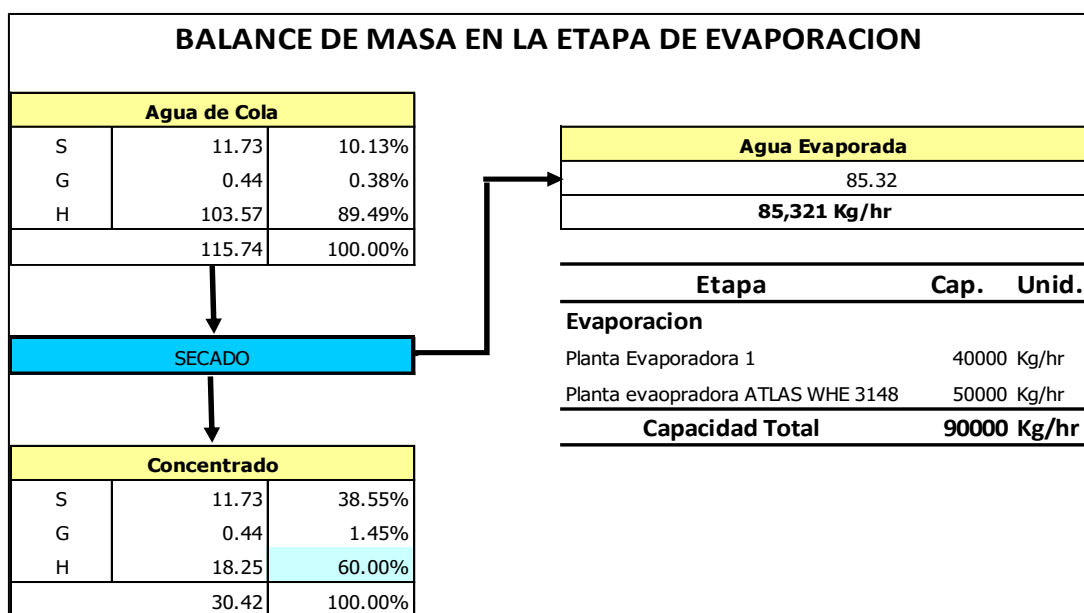 BALANCE DE MASA EN LA ETAPA DE EVAPORACION
Agua de Cola
S 11.73 10.13%
G 0.44 0.38%
H 103.57 89.49%
115.74 100.00%
SECADO
Concentrado
S 11.73 38.55%
G 0.44 1.45%
H 18.25 60.00%
30.42 100.00%
Agua Evaporada
85.32
85,321 Kg/hr
Etapa Cap. Unid.
Evaporacion
Planta Evaporadora 1 40000 Kg/hr
Planta evaopradora ATLAS WHE 3148 50000 Kg/hr
Capacidad Total 90000 Kg/hr